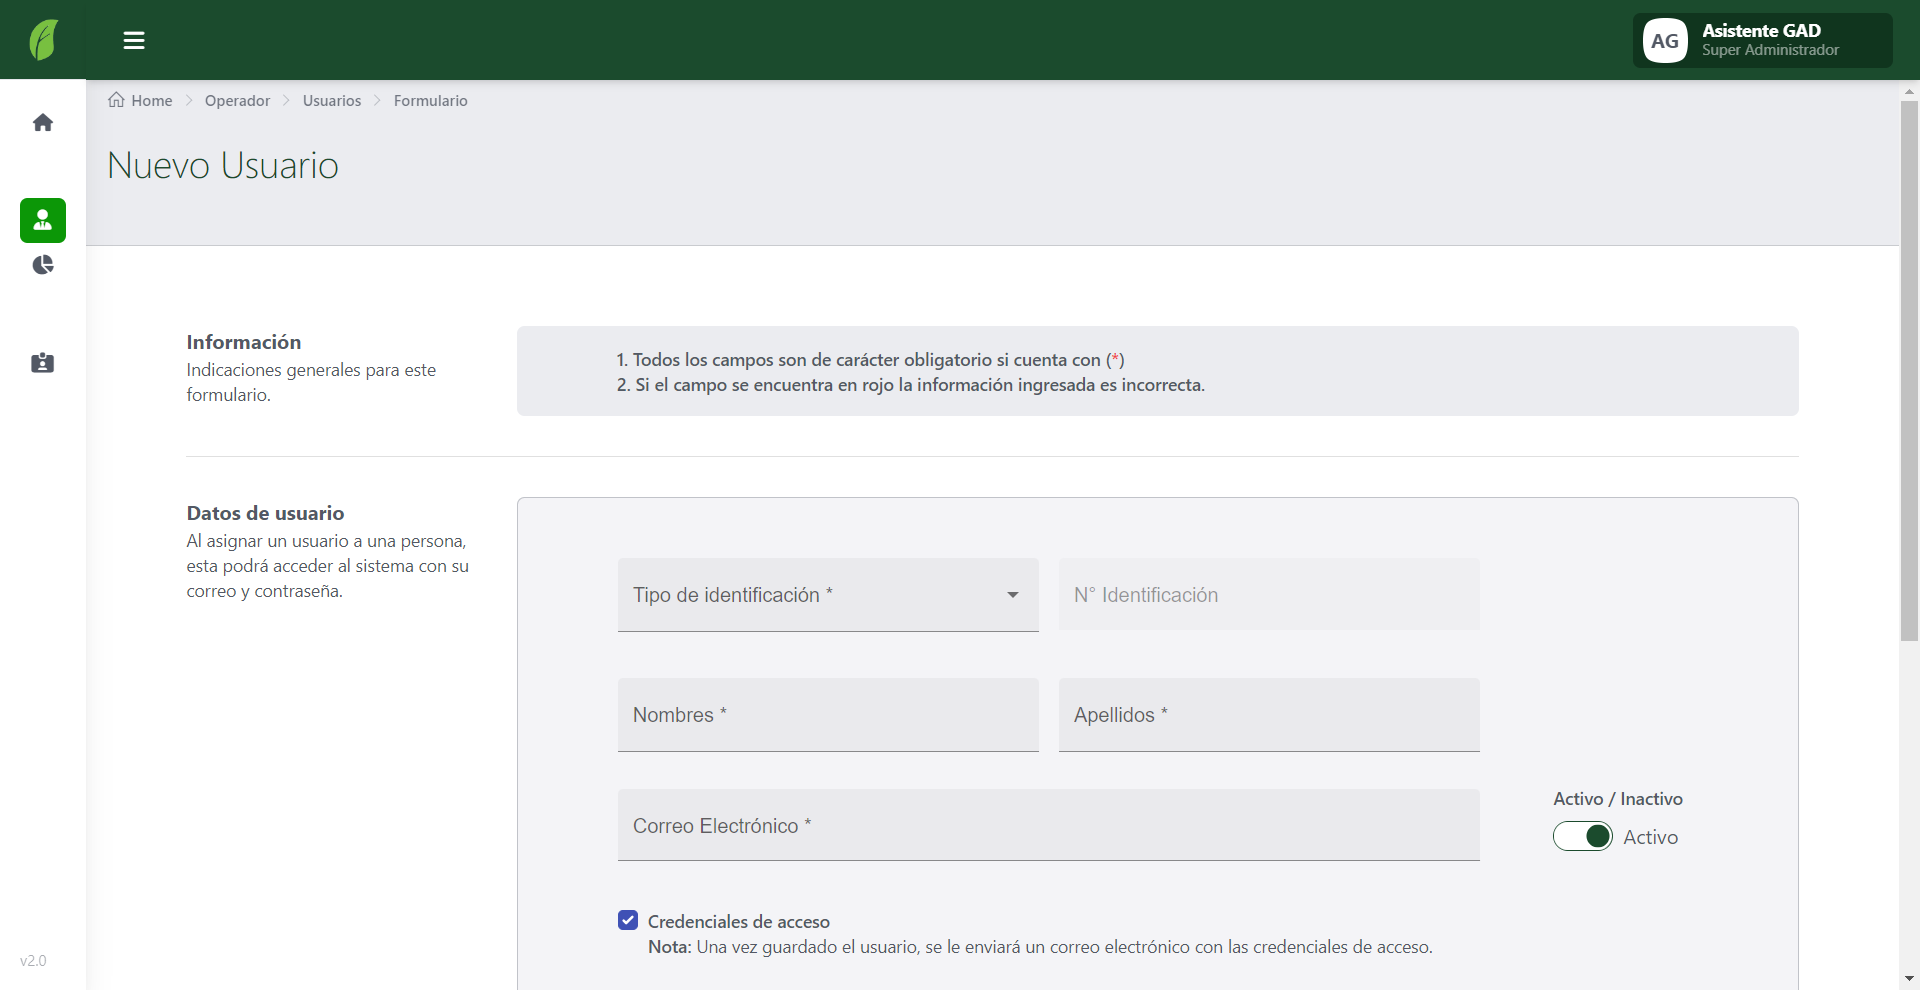 AG
Asistente GAD
Super Administrador
Home
Operador
Usuarios
Formulario
Nuevo Usuario
Información
Indicaciones generales para este
formulario.
1. Todos los campos son de carácter obligatorio si cuenta con (*)
2. Si el campo se encuentra en rojo la información ingresada es incorrecta.
Datos de usuario
Al asignar un usuario a una persona,
esta podrá acceder al sistema con su
correo y contraseña.
Tipo de identificación *
N° Identificación
Nombres *
Apellidos *
Correo Electrónico *
Activo / Inactivo
Activo
Credenciales de acceso
Nota: Una vez guardado el usuario, se le enviará un correo electrónico con las credenciales de acceso.
v2.0